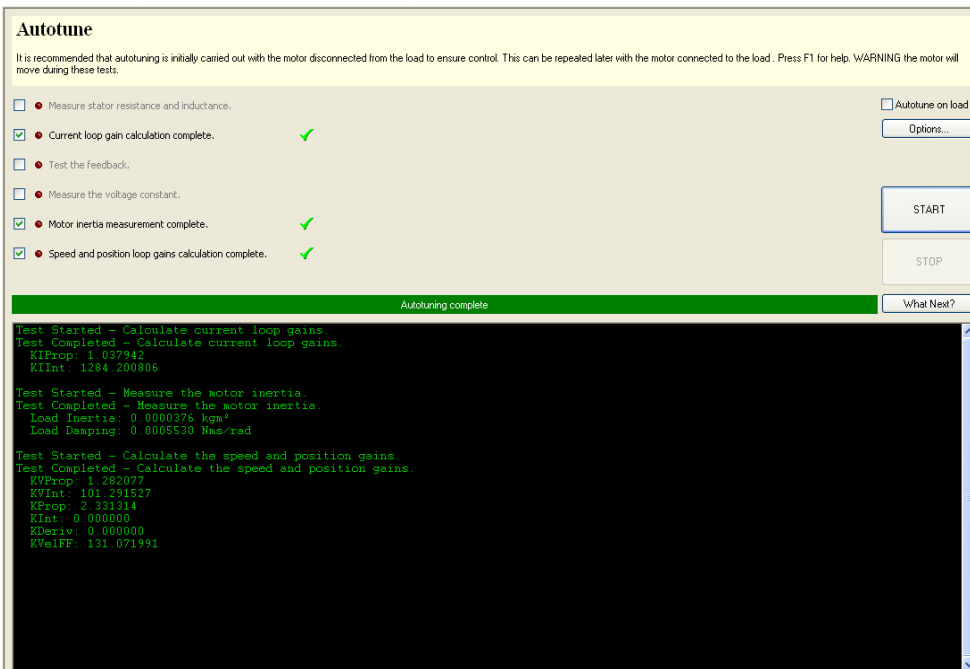 Autotune
It is recommended that autotuning is initially carried out with the motor disconnected from the load to ensure control. This can be repeated later with the motor connected to the load . Press F1 for help. WARNING the motor will
move during these tests.
Measure stator resistance and inductance.
Autotune on load
Current loop gain calculation complete.
Options...
Test the feedback.
Measure the voltage constant.
START
Motor inertia measurement complete.
Speed and position loop gains calculation complete.
STOP
Autotuning complete
What Next?
Test Started - Calculate current loop gains.
Test Completed - Calculate current loop gains.
KIProp: 1.037942
KIInt: 1284.200806
Test Started - Measure the motor inertia.
Test Completed - Measure the motor inertia.
Load Inertia: 0.0000376 kgm²
Load Damping: 0.0005530 Nms/rad
Test Started - Calculate the speed and position gains.
Test Completed - Calculate the speed and position gains.
KVProp: 1.282077
KVInt: 101.291527
KProp: 2.331314
KInt: 0.000000
KDeriv: 0.000000
KVelFF: 131.071991